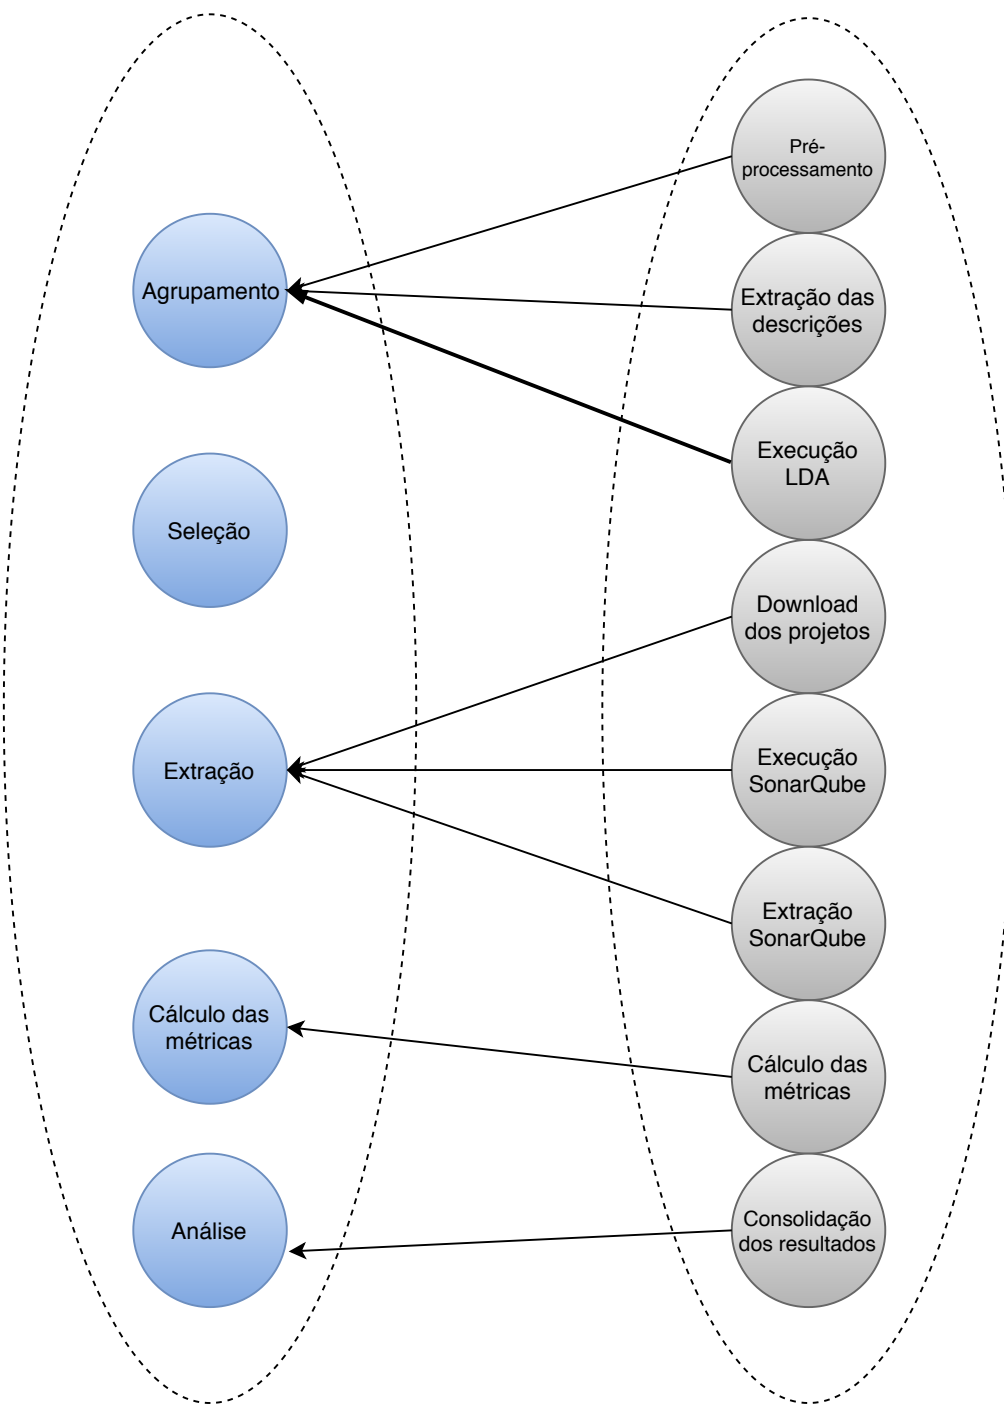 Agrupamento
Seleção
Extração
Cálculo das
métricas
Análise
Pré-
processamento
Extração das
descrições
Execução
LDA
Download
dos projetos
Execução
SonarQube
Extração
SonarQube
Cálculo das
métricas
Consolidação
dos resultados